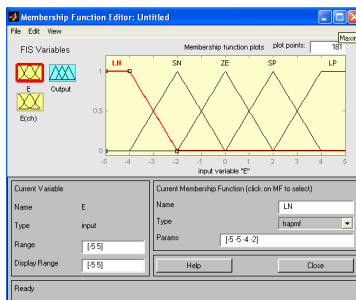 Membership Function Editor: Untitled
File Edit View
FIS Variables
Membership function plots plot points: 181
Maxim
LN SN ZE SP LP
E Output
E(ch)
1
0.5
0
-5 -4 -3 -2 -1 0 1 2 3 4 5
input variable "E"
Current Variable
Name E
Type input
Range [-5 5]
Display Range [-5 5]
Current Membership Function (click on MF to select)
Name LN
Type trapmf
Params [-5 -5 -4 -2]
Help Close
Ready